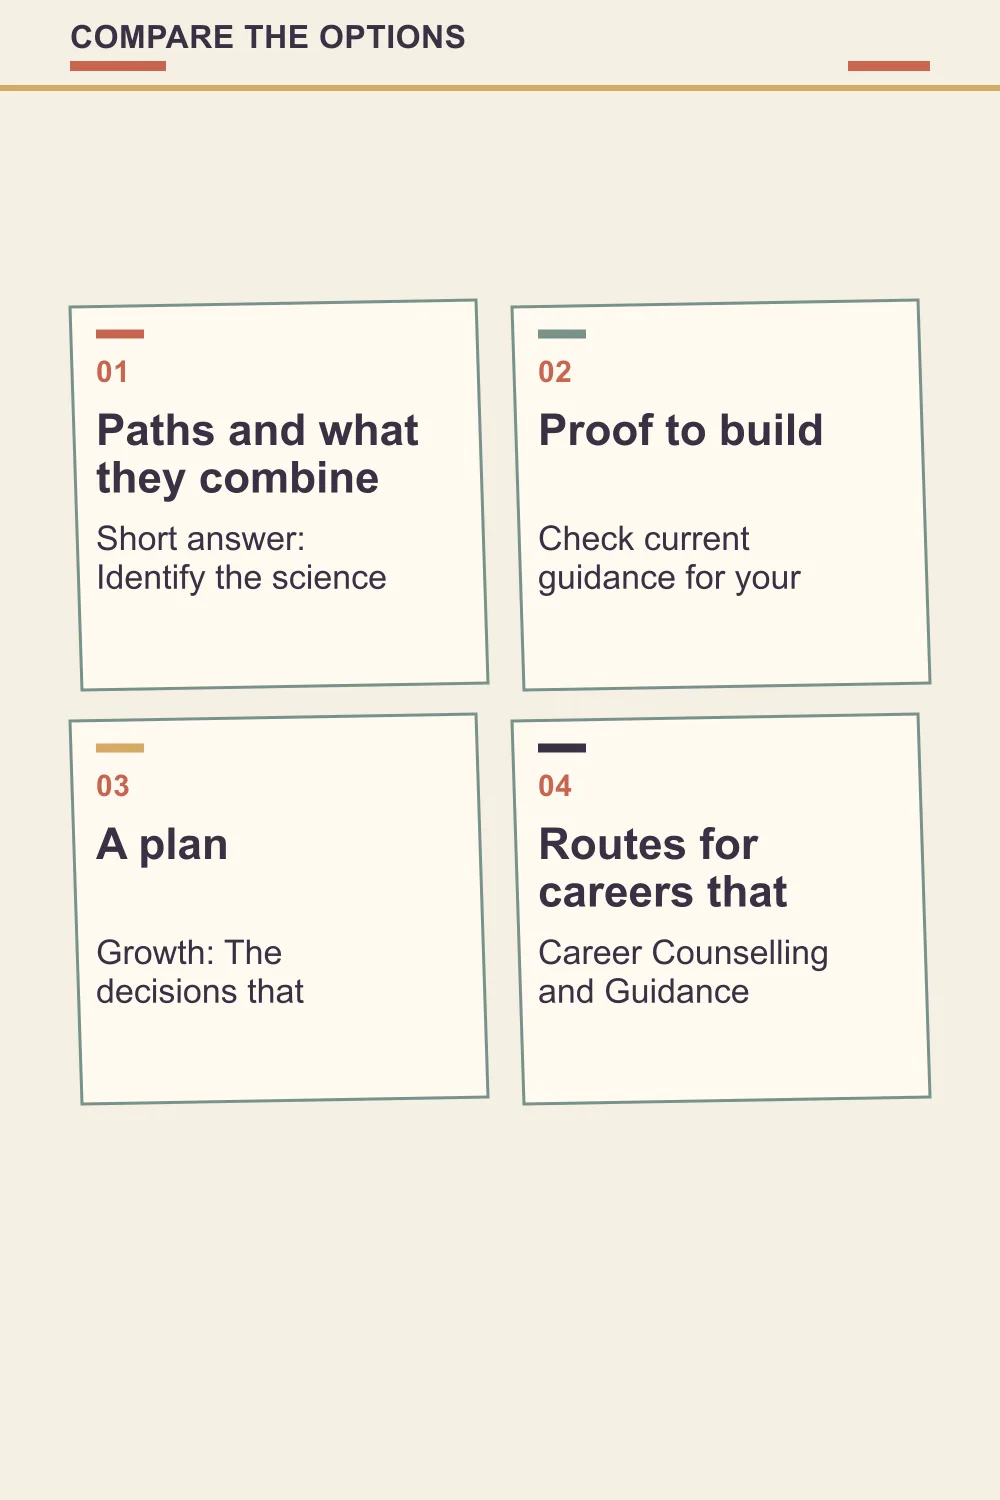 COMPARE THE OPTIONS
01
Paths and what
they combine
Short answer:
Identify the science
02
Proof to build
Check current
guidance for your
03
A plan
Growth: The
decisions that
04
Routes for
careers that
Career Counselling
and Guidance